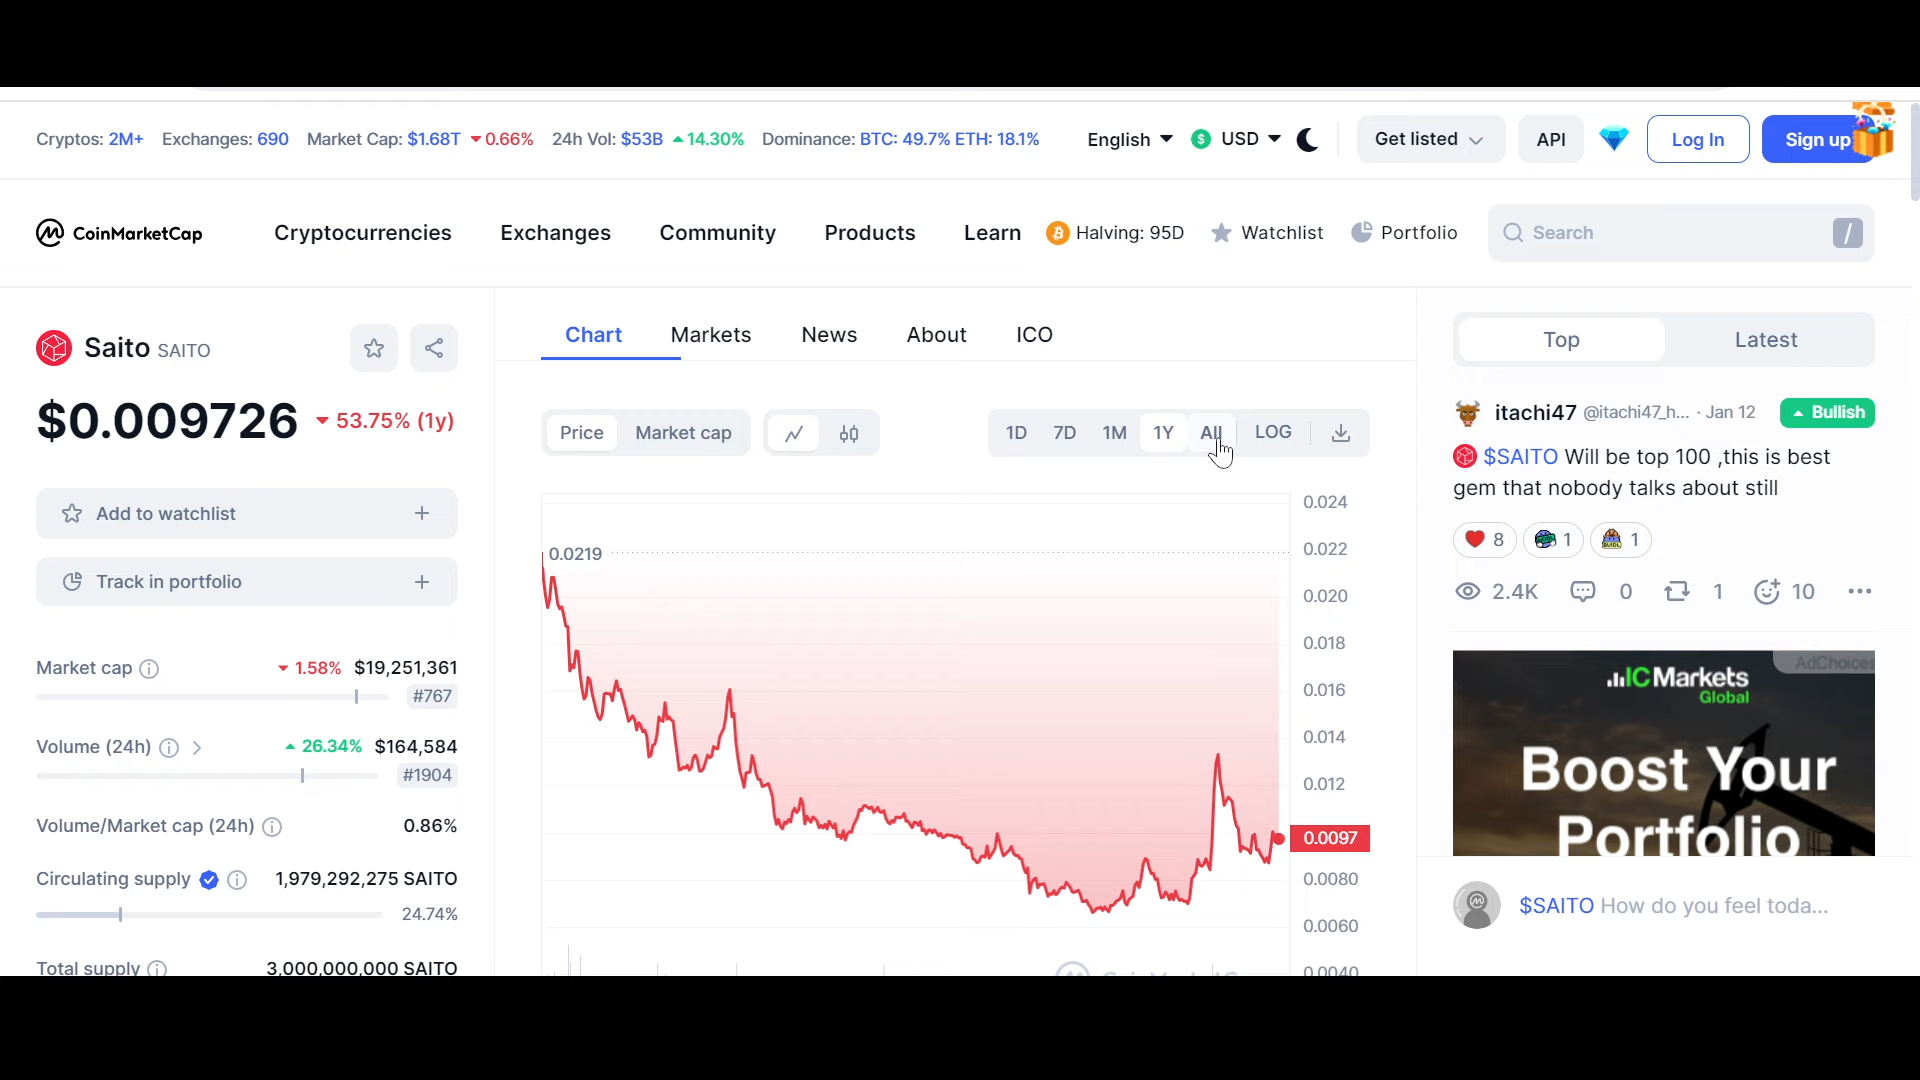 Cryptos: 2M+ Exchanges: 690 Market Cap: $1.68T 0.66% 24h Vol: $53B 14.30% Dominance: BTC: 49.7% ETH: 18.1% English $ USD Get listed API Log In Sign up
CoinMarketCap Cryptocurrencies Exchanges Community Products Learn Halving: 95D Watchlist Portfolio Search /
Saito SAITO
$0.009726 53.75% (1y)
Add to watchlist +
Track in portfolio +
Market cap 1.58% $19,251,361
#767
Volume (24h) 26.34% $164,584
#1904
Volume/Market cap (24h) 0.86%
Circulating supply 1,979,292,275 SAITO
24.74%
Total supply 3,000,000,000 SAITO
Chart Markets News About ICO
Price Market cap 1D 7D 1M 1Y All LOG
0.0219
0.024
0.022
0.020
0.018
0.016
0.014
0.012
0.0097
0.0080
0.0060
0.0040
Top Latest
itachi47 @itachi47_h... · Jan 12 Bullish
$SAITO Will be top 100 ,this is best
gem that nobody talks about still
8 1 1
2.4K 0 1 10
AdChoices
IC Markets
Global
Boost Your
Portfolio
$SAITO How do you feel toda...